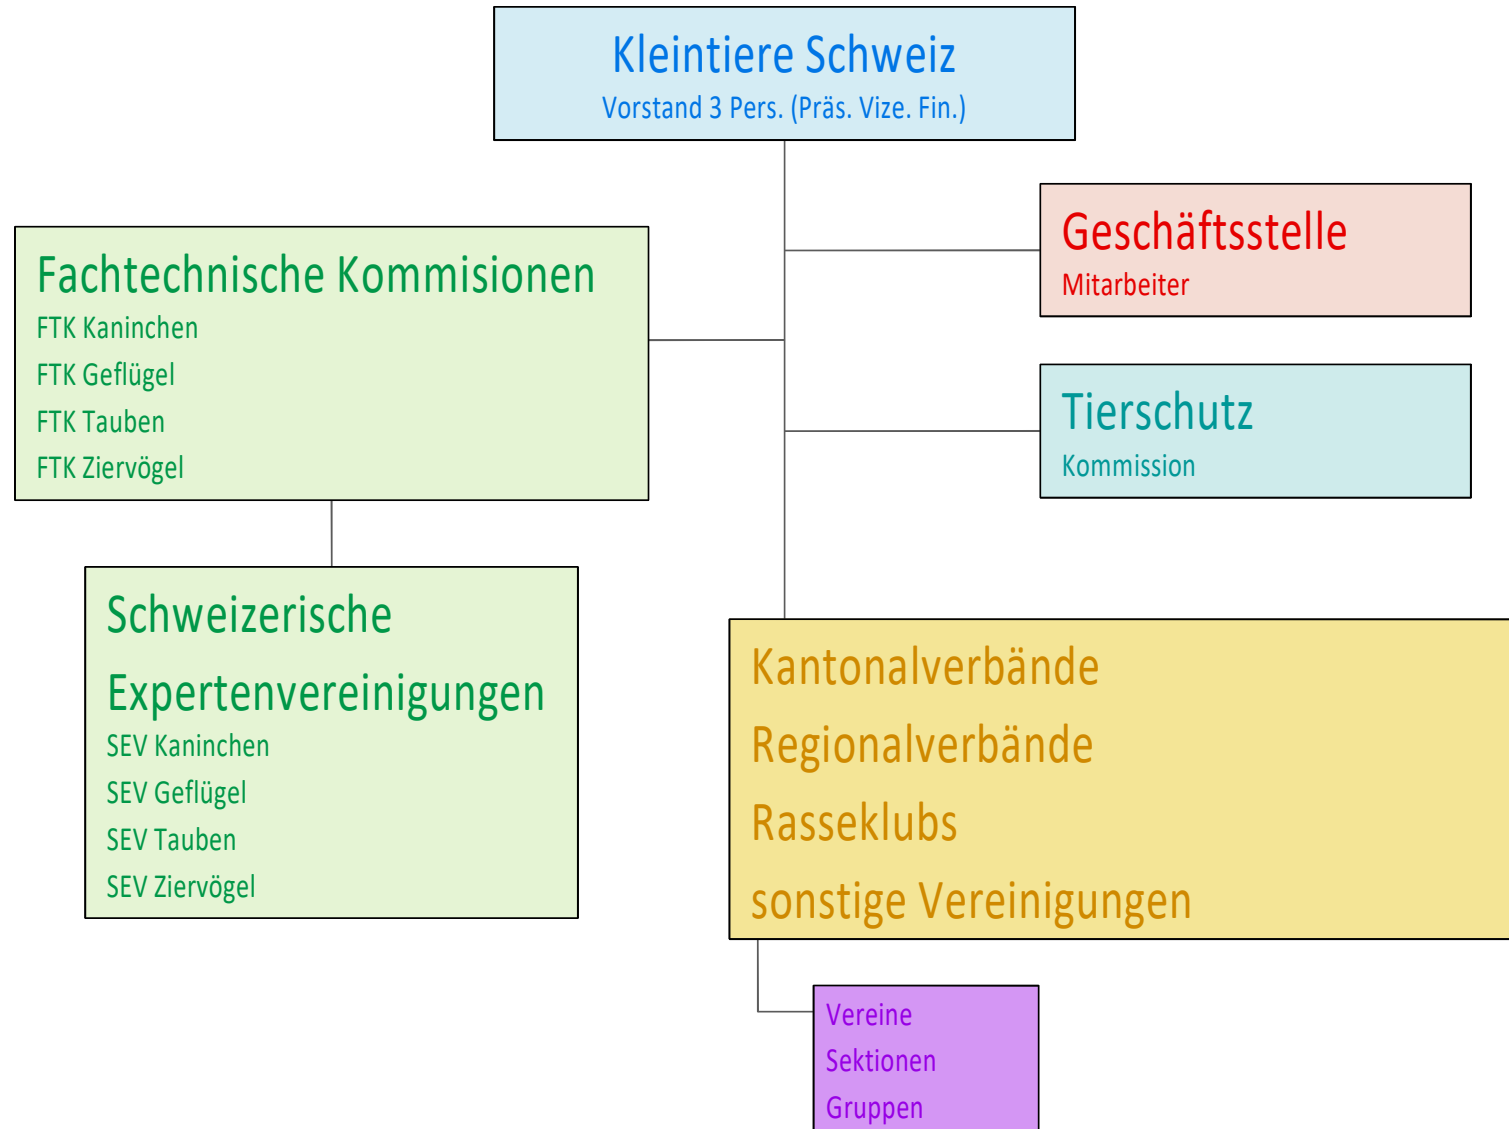 Kleintiere Schweiz
Vorstand 3 Pers. (Präs. Vize. Fin.)
Geschäftsstelle
Mitarbeiter
Fachtechnische Kommisionen
FTK Kaninchen
FTK Geflügel
FTK Tauben
FTK Ziervögel
Tierschutz
Kommission
Schweizerische
Expertenvereinigungen
SEV Kaninchen
SEV Geflügel
SEV Tauben
SEV Ziervögel
Kantonalverbände
Regionalverbände
Rasseklubs
sonstige Vereinigungen
Vereine
Sektionen
Gruppen